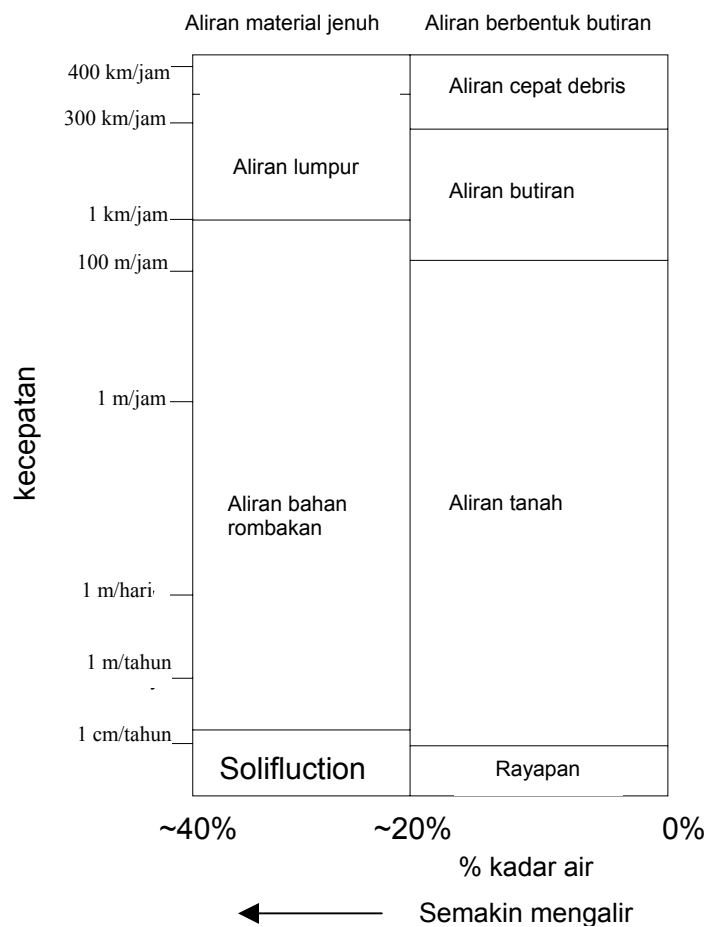 Aliran material jenuh
Aliran berbentuk butiran
400 km/jam
Aliran cepat debris
300 km/jam
Aliran lumpur
Aliran butiran
1 km/jam
100 m/jam
kecepatan
1 m/jam
Aliran bahan
rombakan
Aliran tanah
1 m/hari
1 m/tahun
1 cm/tahun
Solifluction
Rayapan
~40%
~20%
0%
% kadar air
Semakin mengalir